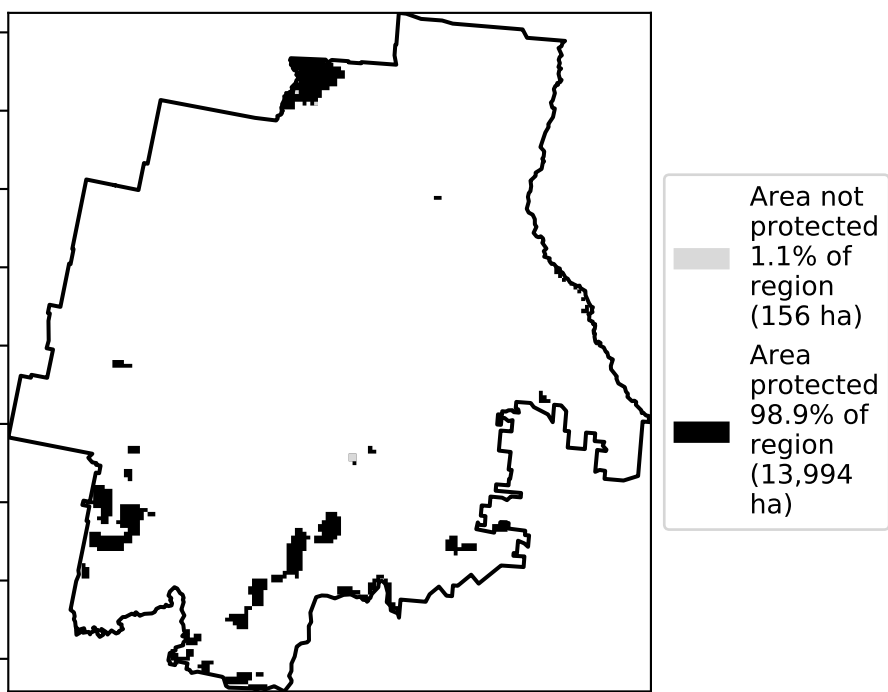 Area not
protected
1.1% of
region
(156 ha)
Area
protected
98.9% of
region
(13,994
ha)